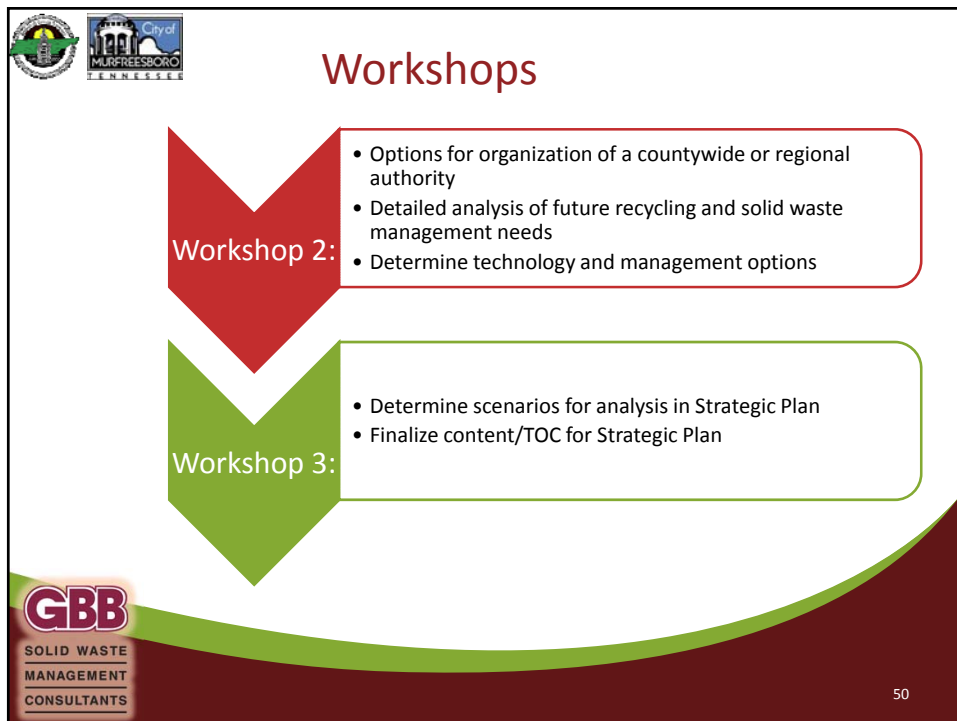 City of
MURFREESBORO
TENNESSEE
Workshops
Workshop 2:
• Options for organization of a countywide or regional
authority
• Detailed analysis of future recycling and solid waste
management needs
• Determine technology and management options
Workshop 3:
• Determine scenarios for analysis in Strategic Plan
• Finalize content/TOC for Strategic Plan
GBB
SOLID WASTE
MANAGEMENT
CONSULTANTS
50